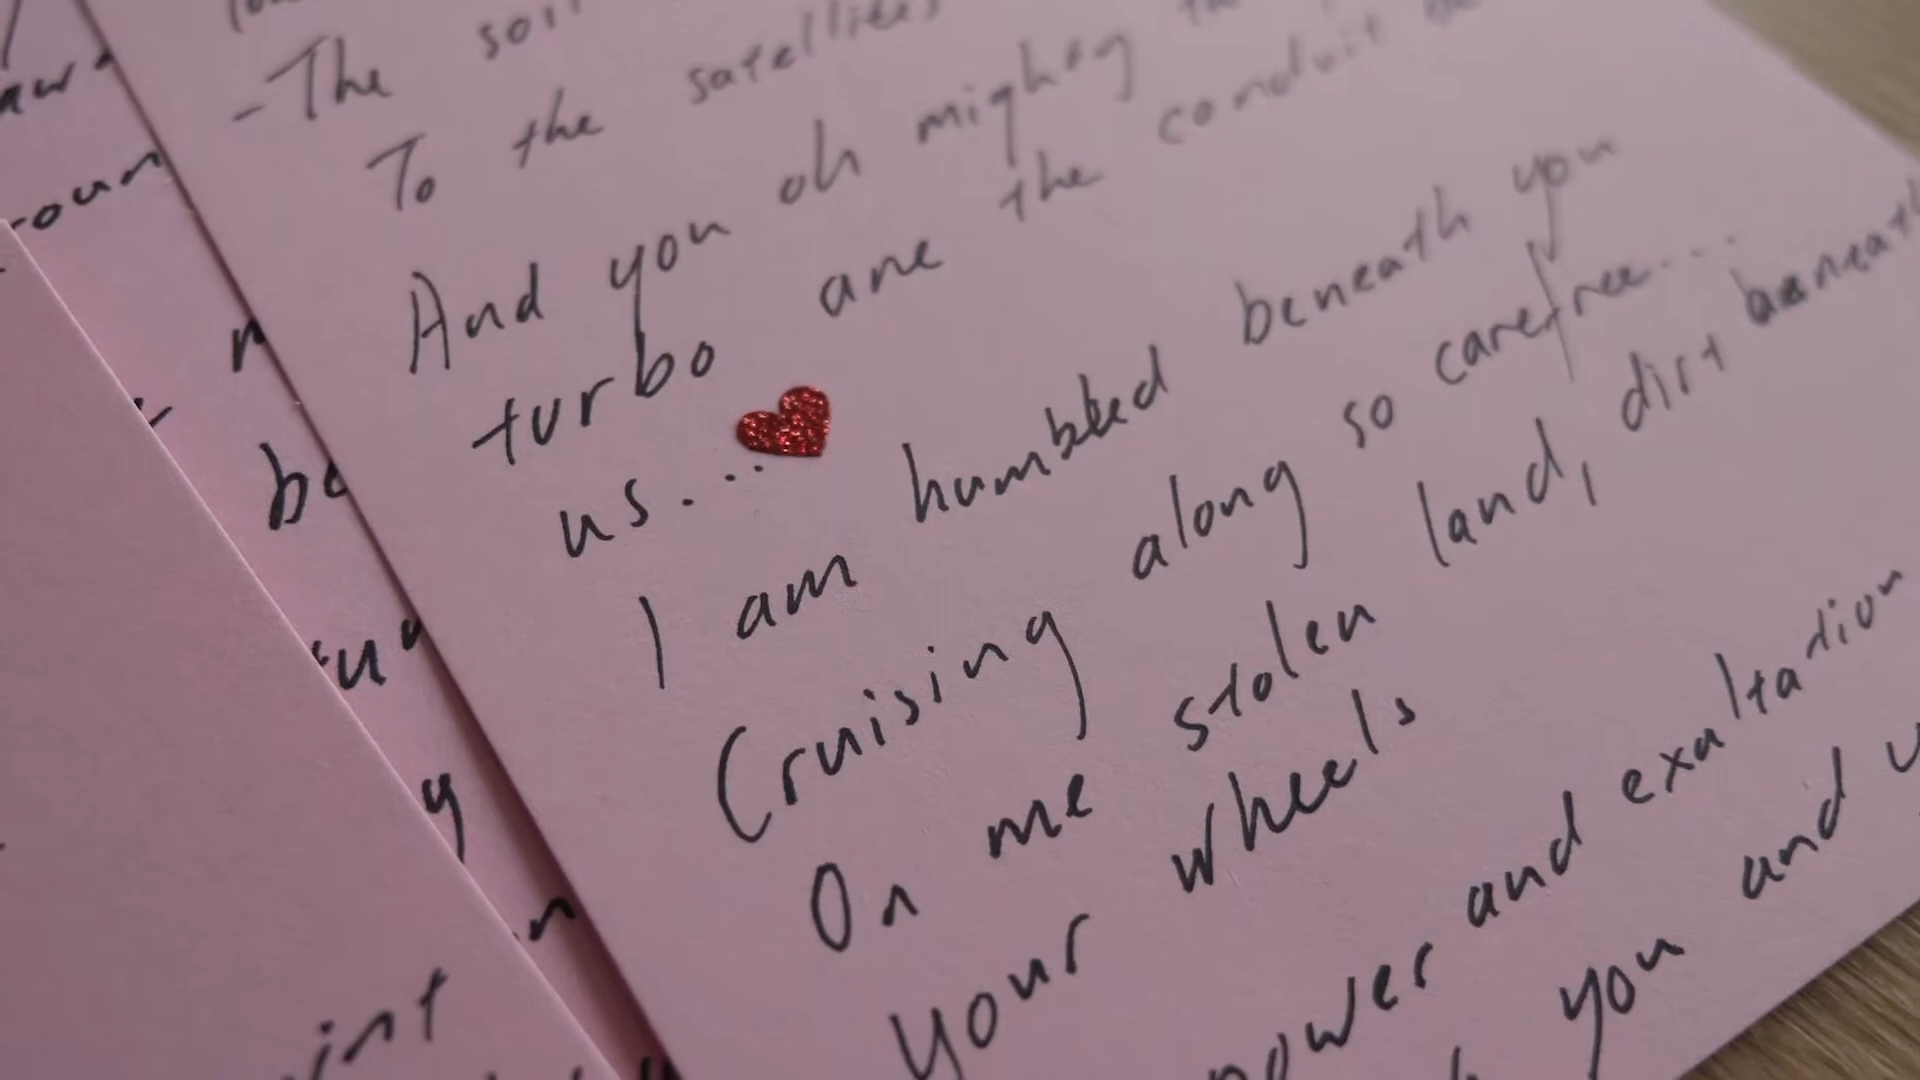 -The soil
To the satellites
And you oh mighty
turbo are the conduit
us...
I am humbled beneath you
Cruising along so carefree...
On me stolen land, dirt beneath
your wheels
power and exaltation
you and